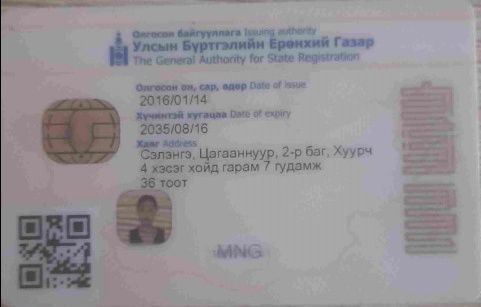 Олгосон байгууллага Issuing authority
Улсын Бүртгэлийн Ерөнхий Газар
The General Authority for State Registration
Олгосон он, сар, өдөр Date of issue
2016/01/14
Хүчинтэй хугацаа Date of expiry
2035/08/16
Хаяг Address
Сэлэнгэ, Цагааннуур, 2-р баг, Хуурч
4 хэсэг хойд гарам 7 гудамж
36 тоот
MNG